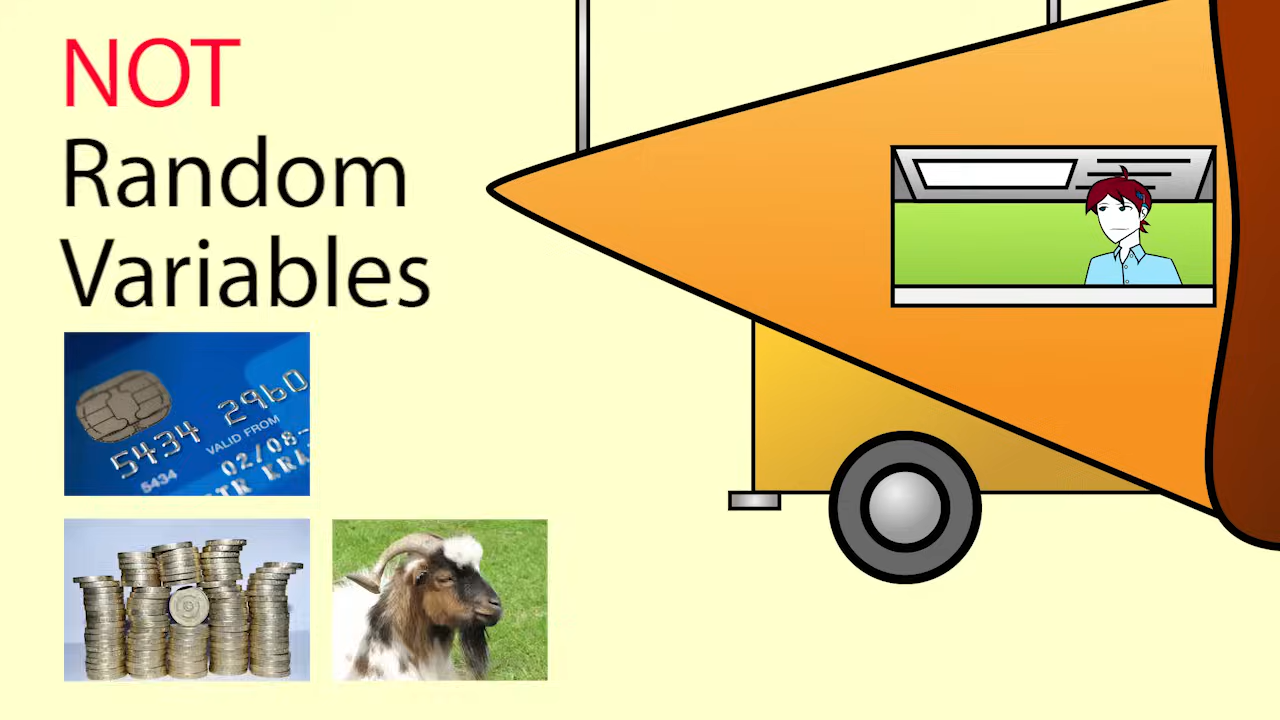 NOT
Random
Variables
5434 2960
5434
VALID FROM
02/08-